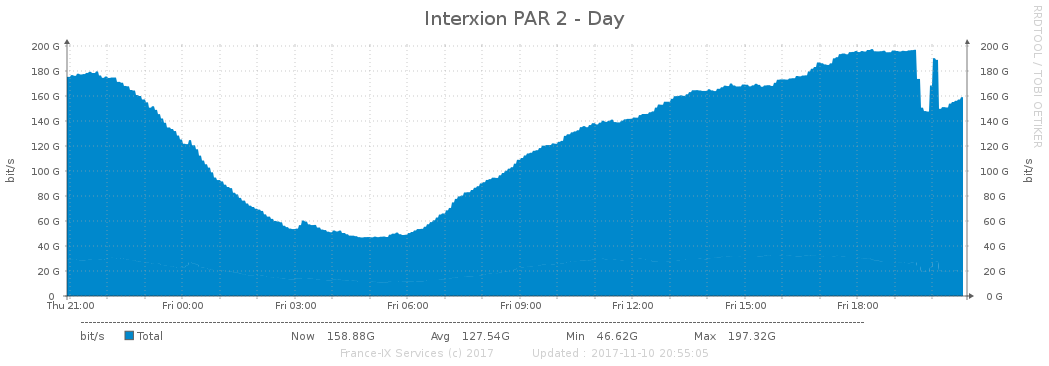 Interxion PAR 2 - Day
RRDTOOL / TOBI OETIKER
bit/s
200 G
180 G
160 G
140 G
120 G
100 G
80 G
60 G
40 G
20 G
0
200 G
180 G
160 G
140 G
120 G
100 G
80 G
60 G
40 G
20 G
0 G
bit/s
Thu 21:00 Fri 00:00 Fri 03:00 Fri 06:00 Fri 09:00 Fri 12:00 Fri 15:00 Fri 18:00
bit/s Total Now 158.88G Avg 127.54G Min 46.62G Max 197.32G
France-IX Services (c) 2017 Updated : 2017-11-10 20:55:05